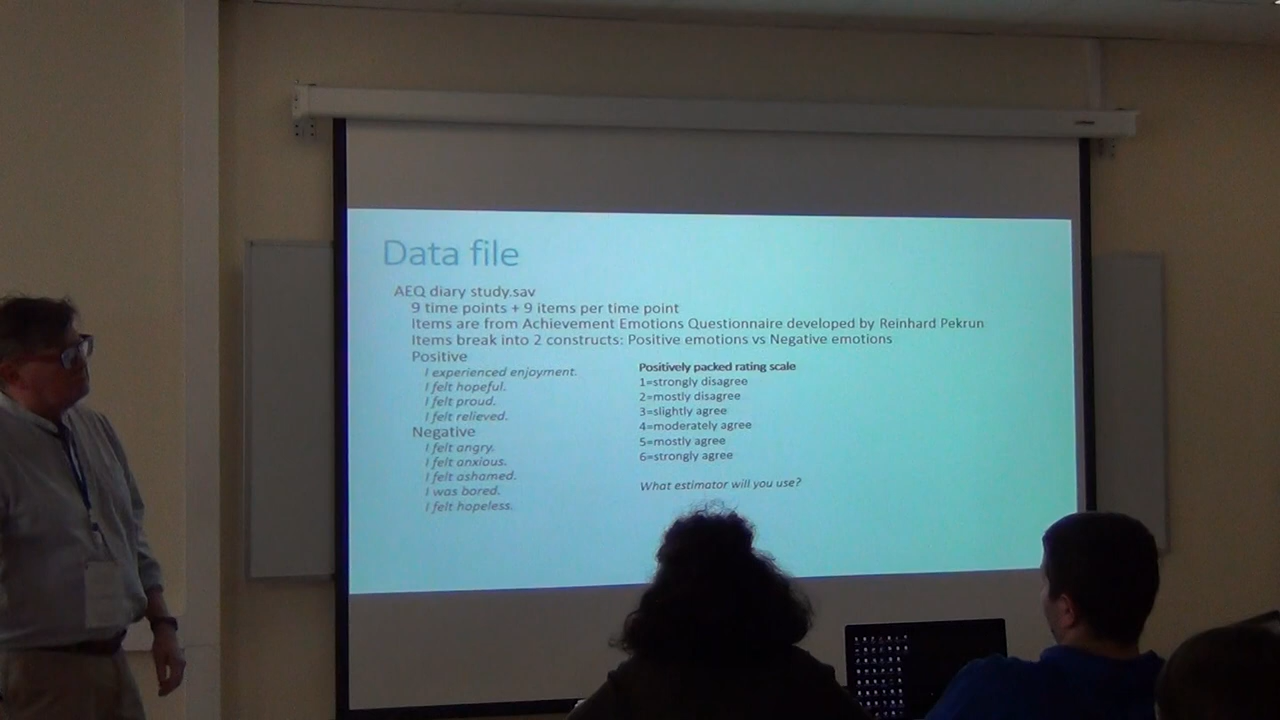 Data file
AEQ diary study.sav
9 time points + 9 items per time point
Items are from Achievement Emotions Questionnaire developed by Reinhard Pekrun
Items break into 2 constructs: Positive emotions vs Negative emotions
Positive
I experienced enjoyment.
I felt hopeful.
I felt proud.
I felt relieved.
Negative
I felt angry.
I felt anxious.
I felt ashamed.
I was bored.
I felt hopeless.
Positively packed rating scale
1=strongly disagree
2=mostly disagree
3=slightly agree
4=moderately agree
5=mostly agree
6=strongly agree
What estimator will you use?